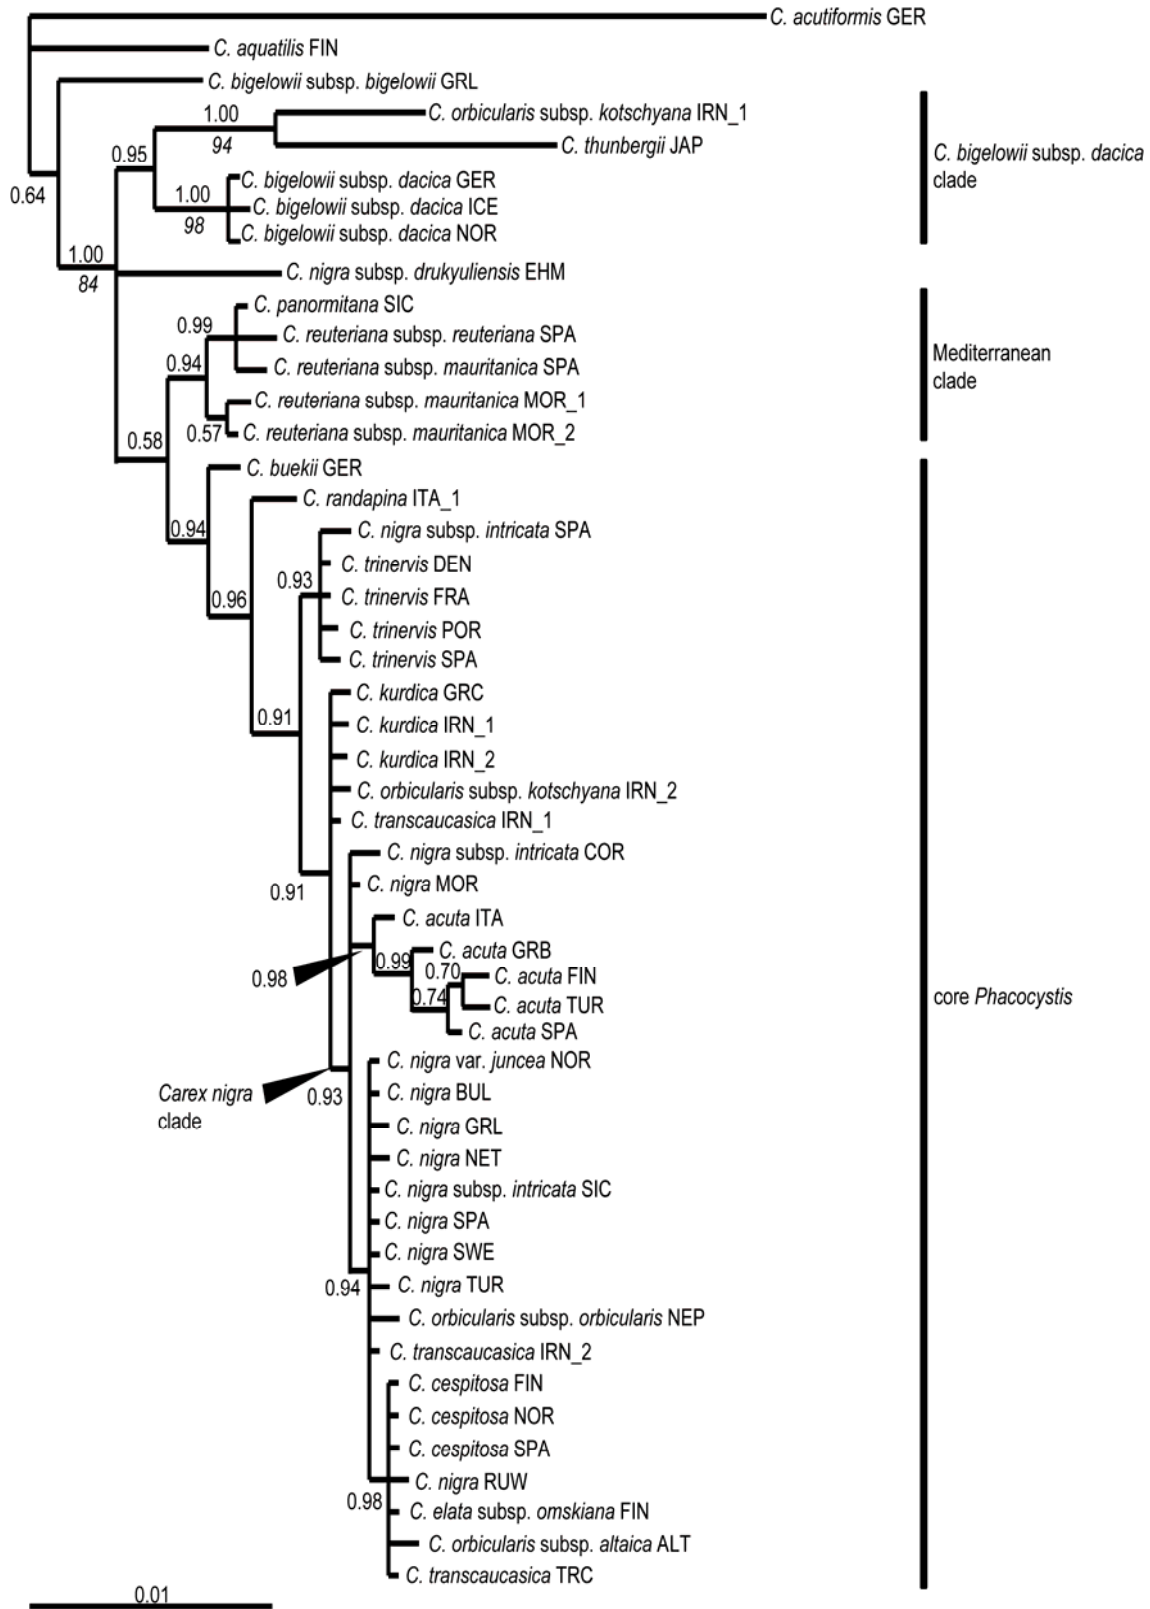 C. acutiformis GER
C. aquatilis FIN
C. bigelowii subsp. bigelowii GRL
1.00
C. orbicularis subsp. kotschyana IRN_1
94
C. thunbergii JAP
0.95
C. bigelowii subsp. dacica
clade
0.64
1.00
C. bigelowii subsp. dacica GER
C. bigelowii subsp. dacica ICE
98
C. bigelowii subsp. dacica NOR
1.00
84
C. nigra subsp. drukyuliensis EHM
C. panormitana SIC
0.99
C. reuteriana subsp. reuteriana SPA
0.94
C. reuteriana subsp. mauritanica SPA
Mediterranean
clade
C. reuteriana subsp. mauritanica MOR_1
0.58
0.57
C. reuteriana subsp. mauritanica MOR_2
C. buekii GER
C. randapina ITA_1
0.94
C. nigra subsp. intricata SPA
C. trinervis DEN
0.93
0.96
C. trinervis FRA
C. trinervis POR
C. trinervis SPA
C. kurdica GRC
0.91
C. kurdica IRN_1
C. kurdica IRN_2
C. orbicularis subsp. kotschyana IRN_2
C. transcaucasica IRN_1
C. nigra subsp. intricata COR
0.91
C. nigra MOR
C. acuta ITA
C. acuta GRB
0.98
0.99
0.70
C. acuta FIN
0.74
C. acuta TUR
core Phacocystis
C. acuta SPA
C. nigra var. juncea NOR
Carex nigra
clade
0.93
C. nigra BUL
C. nigra GRL
C. nigra NET
C. nigra subsp. intricata SIC
C. nigra SPA
C. nigra SWE
0.94
C. nigra TUR
C. orbicularis subsp. orbicularis NEP
C. transcaucasica IRN_2
C. cespitosa FIN
C. cespitosa NOR
C. cespitosa SPA
C. nigra RUW
0.98
C. elata subsp. omskiana FIN
C. orbicularis subsp. altaica ALT
C. transcaucasica TRC
0.01